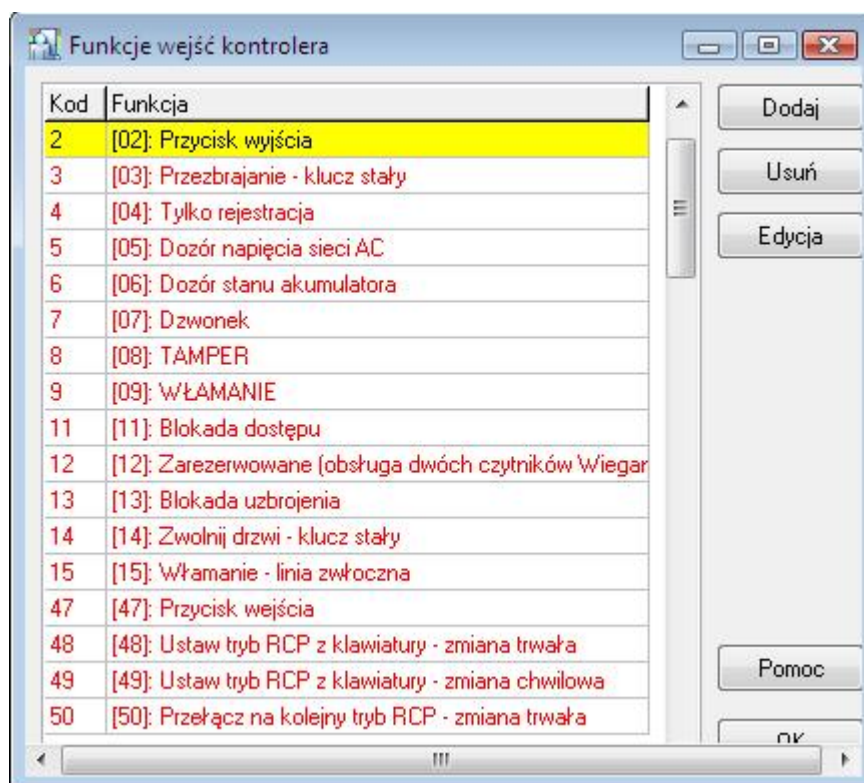 Funkcje wejść kontrolera
Kod Funkcja
2 [02]: Przycisk wyjścia
3 [03]: Przezbrajanie - klucz stały
4 [04]: Tylko rejestracja
5 [05]: Dozór napięcia sieci AC
6 [06]: Dozór stanu akumulatora
7 [07]: Dzwonek
8 [08]: TAMPER
9 [09]: WŁAMANIE
11 [11]: Blokada dostępu
12 [12]: Zarezerwowane (obsługa dwóch czytników Wiegar
13 [13]: Blokada uzbrojenia
14 [14]: Zwolnij drzwi - klucz stały
15 [15]: Włamanie - linia zwłoczna
47 [47]: Przycisk wejścia
48 [48]: Ustaw tryb RCP z klawiatury - zmiana trwała
49 [49]: Ustaw tryb RCP z klawiatury - zmiana chwilowa
50 [50]: Przełącz na kolejny tryb RCP - zmiana trwała
Dodaj
Usuń
Edycja
Pomoc
OK